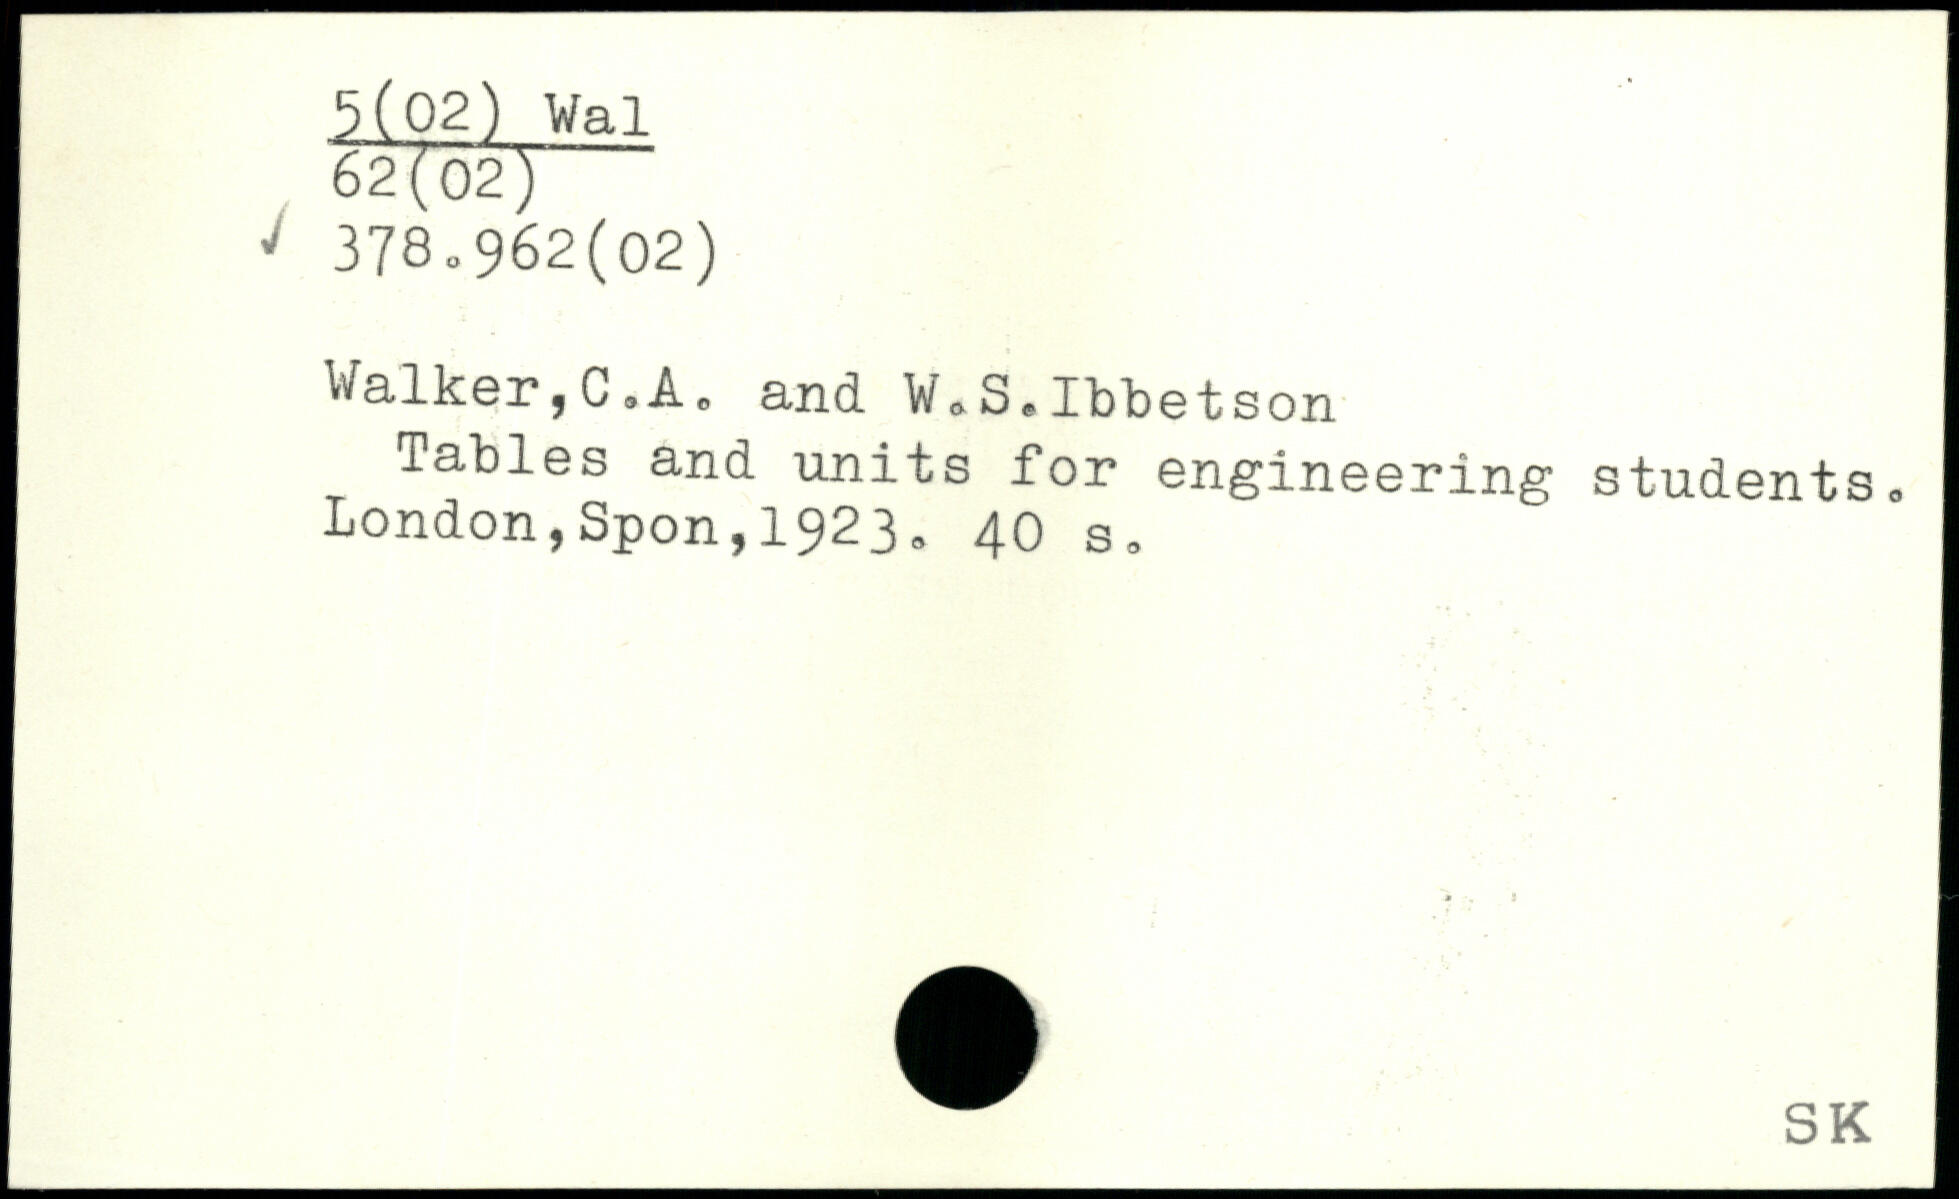 5(02) Wal
62(02)
✓ 378.962(02)
Walker,C.A. and W.S.Ibbetson
Tables and units for engineering students.
London,Spon,1923. 40 s.
SK